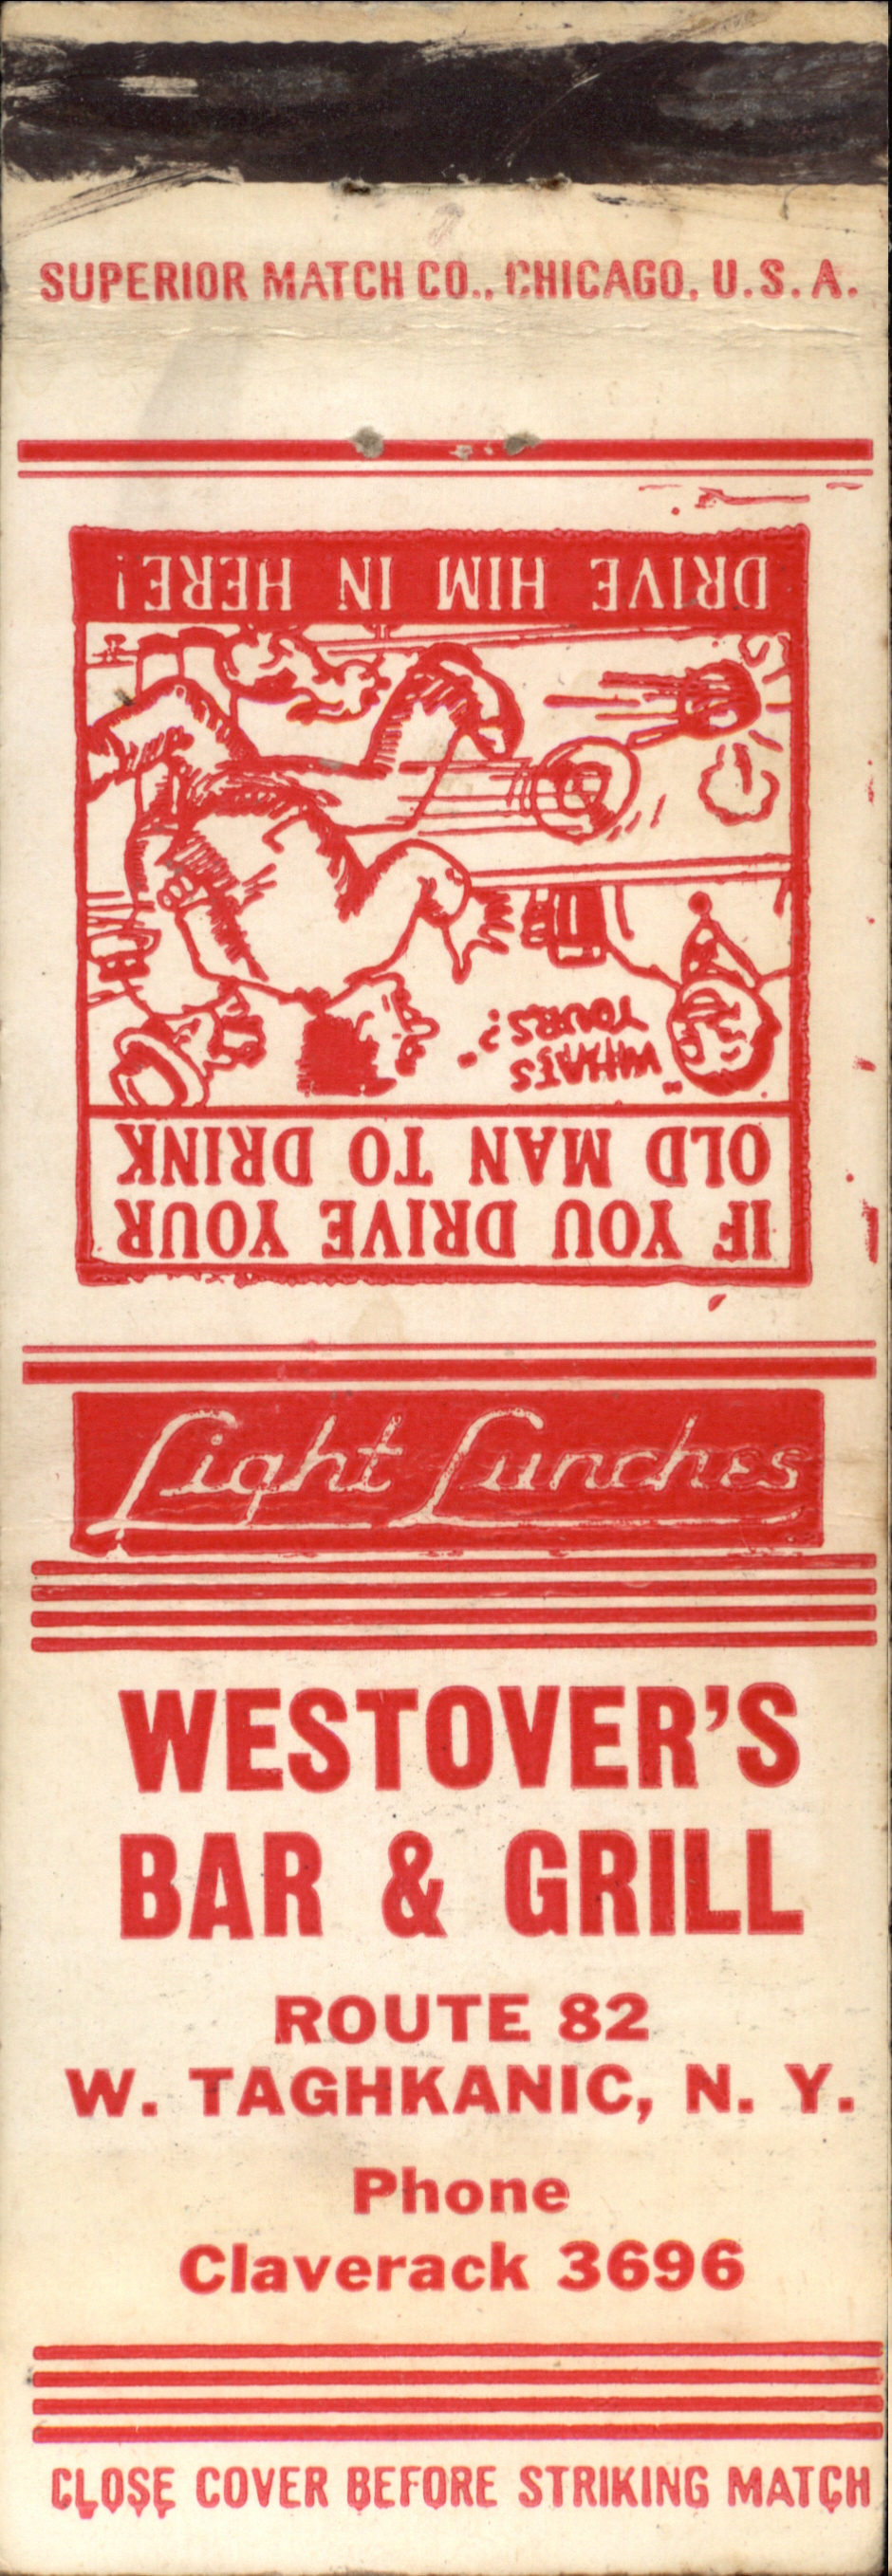 SUPERIOR MATCH CO., CHICAGO, U.S.A.
IF YOU DRIVE YOUR
OLD MAN TO DRINK
"WHATS
YOURS?"
DRIVE HIM IN HERE!
Light Lunches
WESTOVER'S
BAR & GRILL
ROUTE 82
W. TAGHKANIC, N. Y.
Phone
Claverack 3696
CLOSE COVER BEFORE STRIKING MATCH